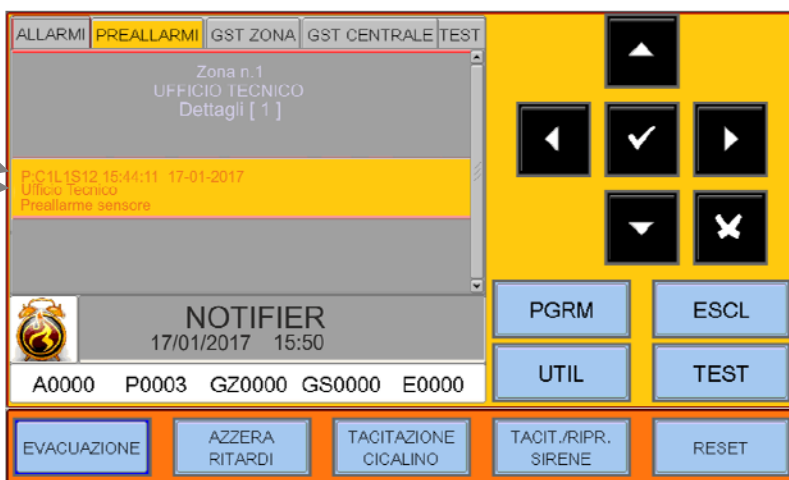 ALLARMI PREALLARMI GST ZONA GST CENTRALE TEST
Zona n.1
UFFICIO TECNICO
Dettagli [ 1 ]
P:C1L1S12 15:44:11 17-01-2017
Ufficio Tecnico
Preallarme sensore
NOTIFIER
17/01/2017 15:50
A0000 P0003 GZ0000 GS0000 E0000
PGRM ESCL
UTIL TEST
EVACUAZIONE
AZZERA
RITARDI
TACITAZIONE
CICALINO
TACIT./RIPR.
SIRENE
RESET